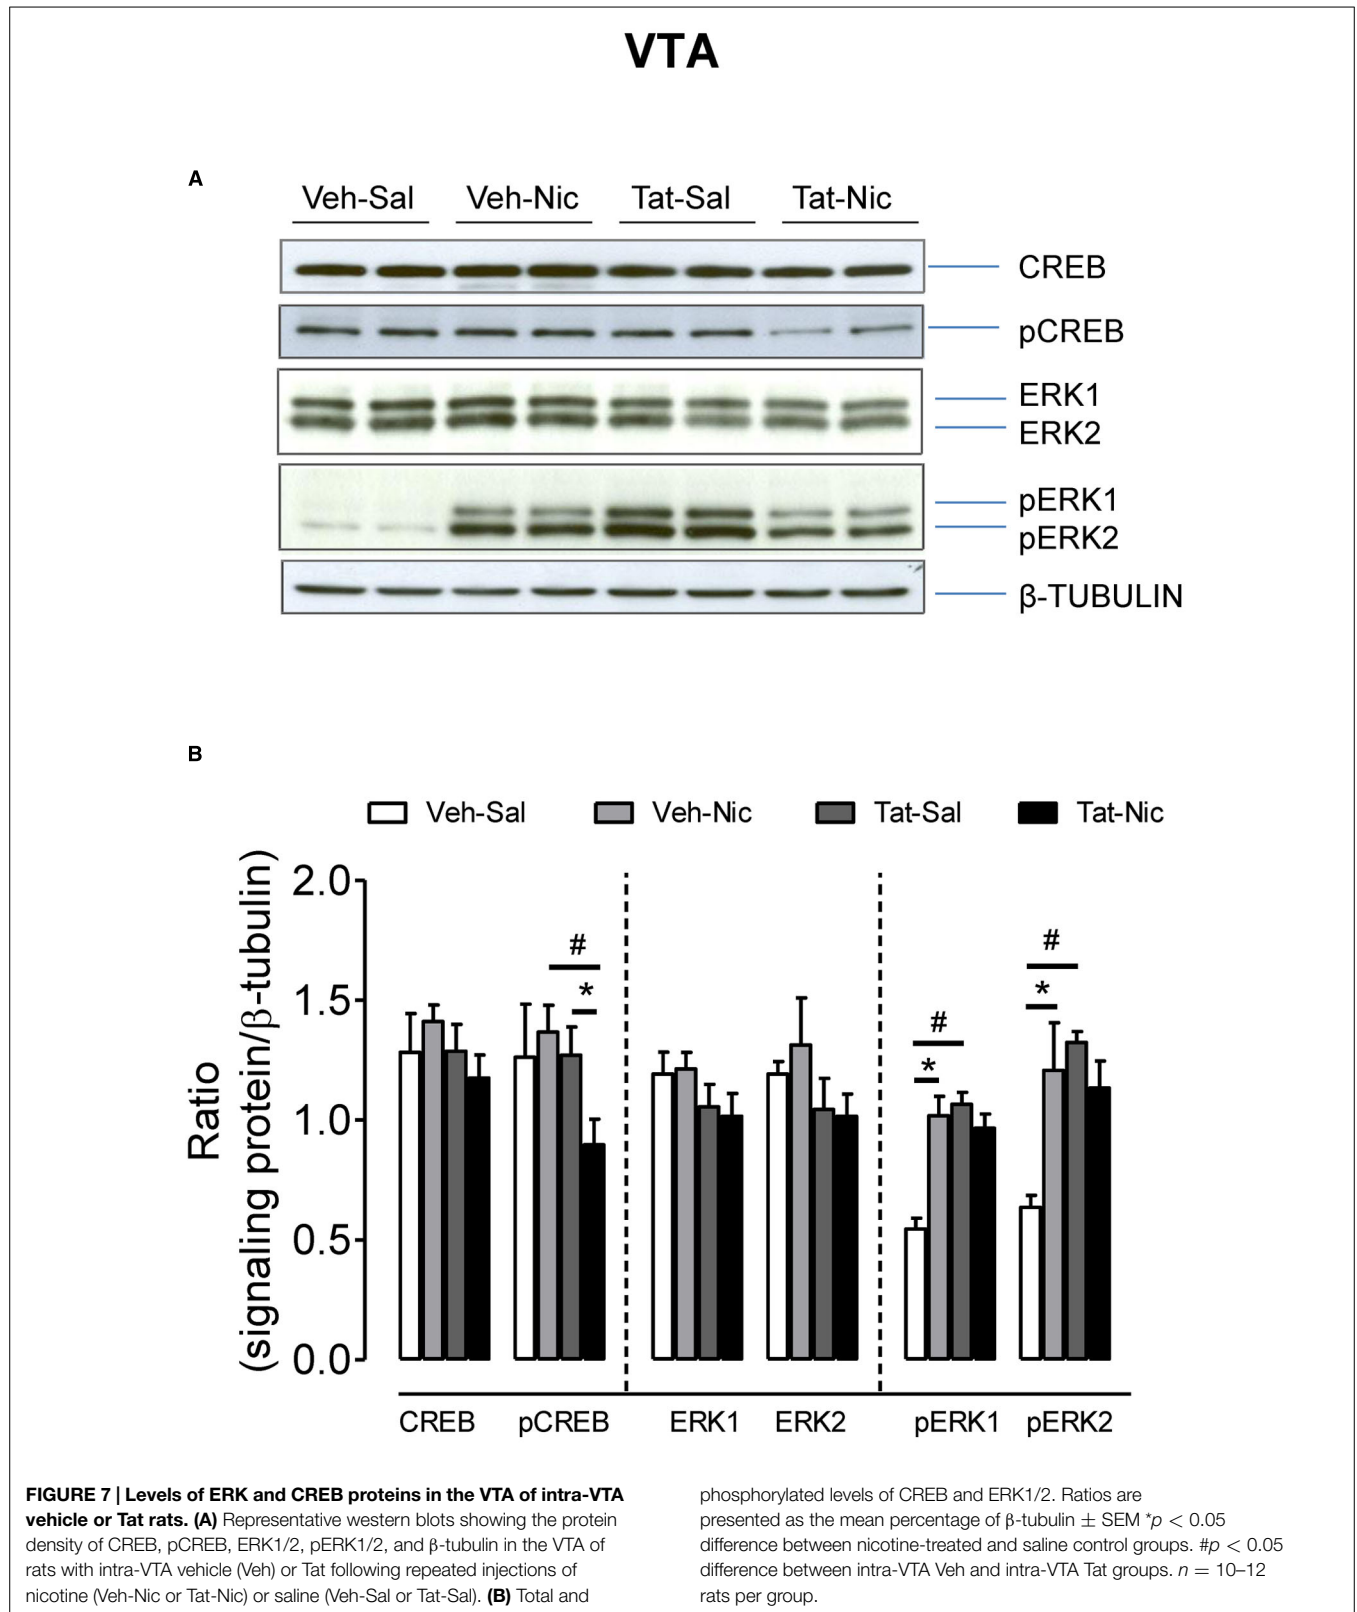 VTA
A
Veh-Sal Veh-Nic Tat-Sal Tat-Nic
CREB
pCREB
ERK1
ERK2
pERK1
pERK2
β-TUBULIN
B
Veh-Sal Veh-Nic Tat-Sal Tat-Nic
Ratio
(signaling protein/β-tubulin)
2.0
1.5
1.0
0.5
0.0
# *
# *
# *
CREB pCREB ERK1 ERK2 pERK1 pERK2
FIGURE 7 | Levels of ERK and CREB proteins in the VTA of intra-VTA
vehicle or Tat rats. (A) Representative western blots showing the protein
density of CREB, pCREB, ERK1/2, pERK1/2, and β-tubulin in the VTA of
rats with intra-VTA vehicle (Veh) or Tat following repeated injections of
nicotine (Veh-Nic or Tat-Nic) or saline (Veh-Sal or Tat-Sal). (B) Total and
phosphorylated levels of CREB and ERK1/2. Ratios are
presented as the mean percentage of β-tubulin ± SEM *p < 0.05
difference between nicotine-treated and saline control groups. #p < 0.05
difference between intra-VTA Veh and intra-VTA Tat groups. n = 10–12
rats per group.